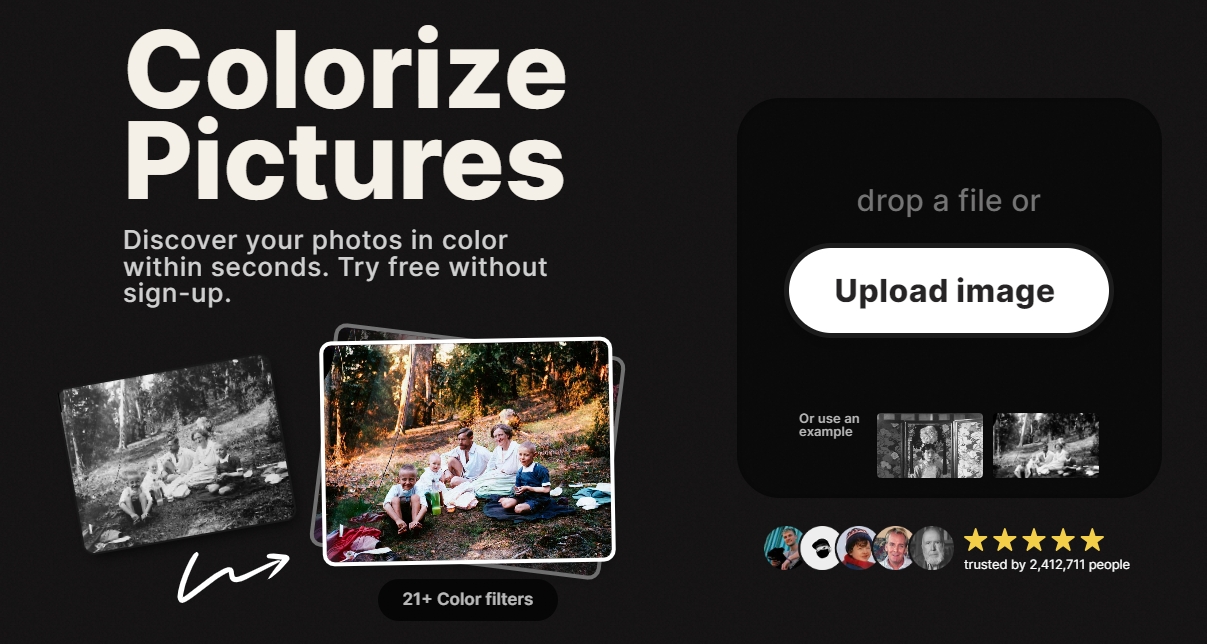 Colorize
Pictures
Discover your photos in color
within seconds. Try free without
sign-up.
21+ Color filters
drop a file or
Upload image
Or use an
example
trusted by 2,412,711 people